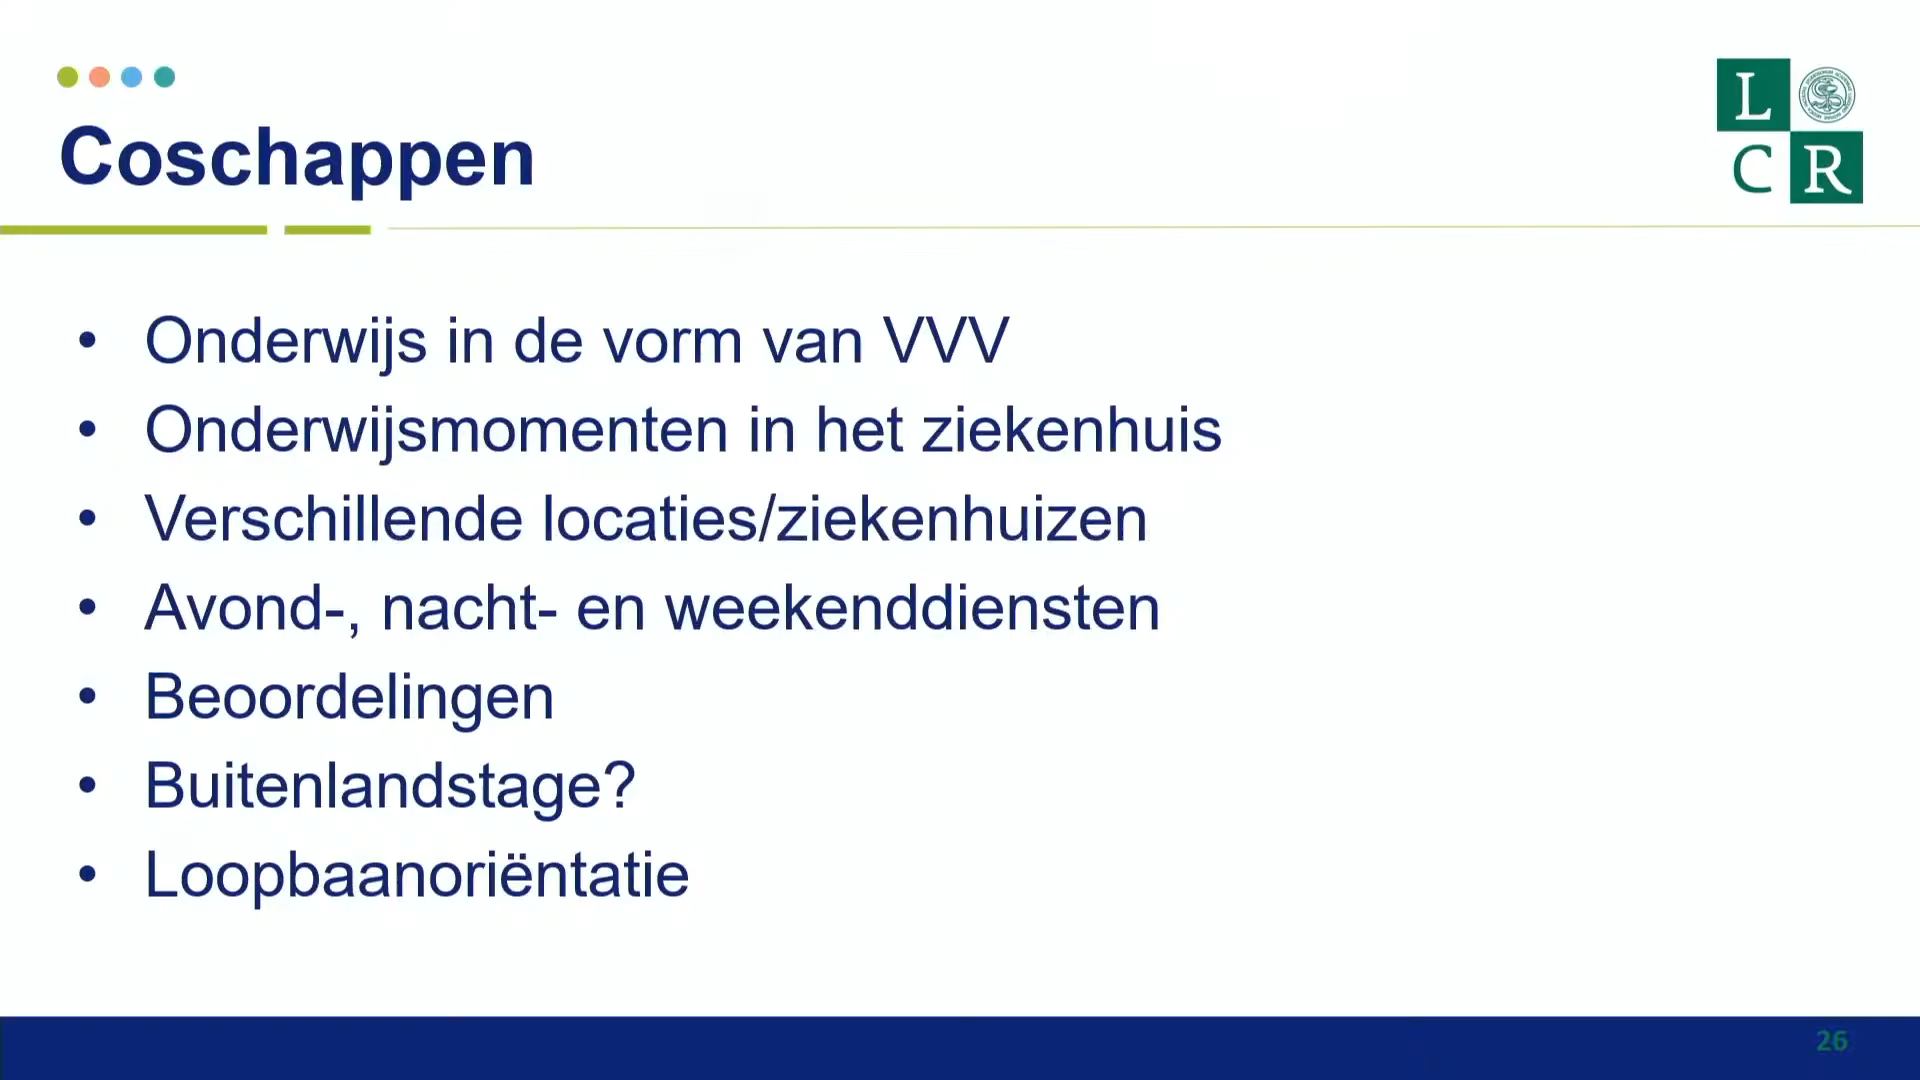 Coschappen
L
C R
• Onderwijs in de vorm van VVV
• Onderwijsmomenten in het ziekenhuis
• Verschillende locaties/ziekenhuizen
• Avond-, nacht- en weekenddiensten
• Beoordelingen
• Buitenlandstage?
• Loopbaanoriëntatie
26